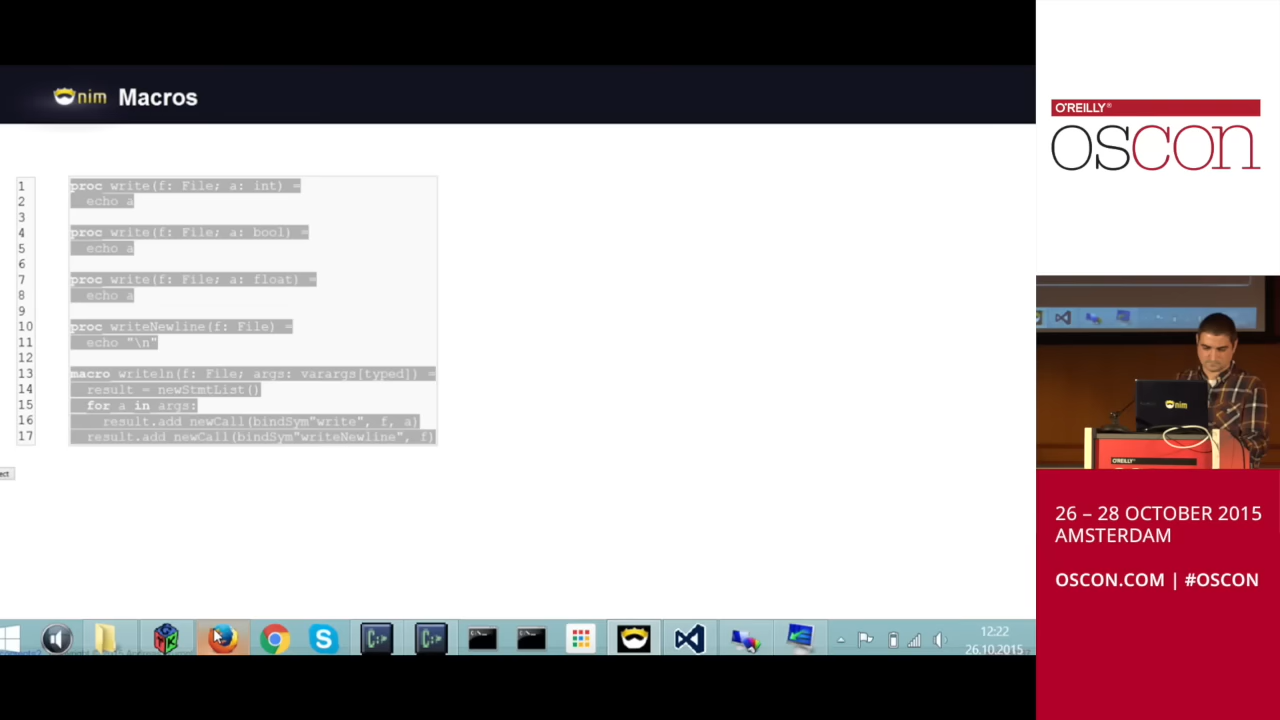 nim Macros
1 proc write(f: File; a: int) =
2   echo a
3
4 proc write(f: File; a: bool) =
5   echo a
6
7 proc write(f: File; a: float) =
8   echo a
9
10 proc writeNewline(f: File) =
11   echo "\n"
12
13 macro writeln(f: File; args: varargs[typed]) =
14   result = newStmtList()
15   for a in args:
16     result.add newCall(bindSym"write", f, a)
17   result.add newCall(bindSym"writeNewline", f)
ect
12:22
26.10.2015
O'REILLY®
OSCON
nim
O'REILLY
26 – 28 OCTOBER 2015
AMSTERDAM
OSCON.COM | #OSCON